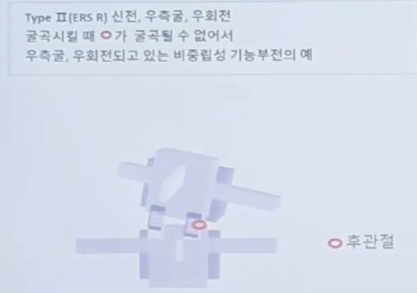 Type Ⅱ(ERS R) 신전, 우측굴, 우회전
굴곡시킬 때 ㅇ가 굴곡될 수 없어서
우측굴, 우회전되고 있는 비중립성 기능부전의 예
ㅇ후관절